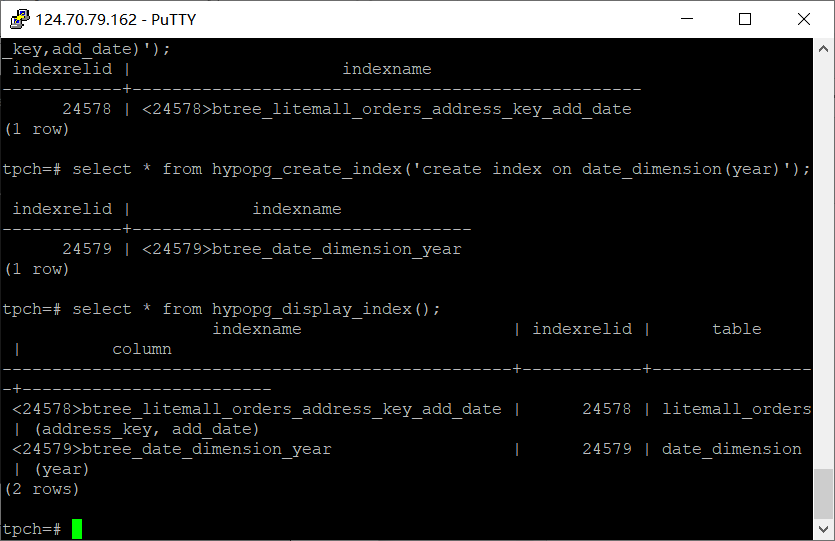 124.70.79.162 - PuTTY
_key,add_date)');
 indexrelid |                     indexname
------------+---------------------------------------------------
      24578 | <24578>btree_litemall_orders_address_key_add_date
(1 row)
tpch=# select * from hypopg_create_index('create index on date_dimension(year)');
 indexrelid |            indexname
------------+----------------------------------
      24579 | <24579>btree_date_dimension_year
(1 row)
tpch=# select * from hypopg_display_index();
                     indexname                     | indexrelid |      table
 |         column
---------------------------------------------------+------------+----------------
-+-------------------------
 <24578>btree_litemall_orders_address_key_add_date |      24578 | litemall_orders
 | (address_key, add_date)
 <24579>btree_date_dimension_year                  |      24579 | date_dimension
 | (year)
(2 rows)
tpch=#